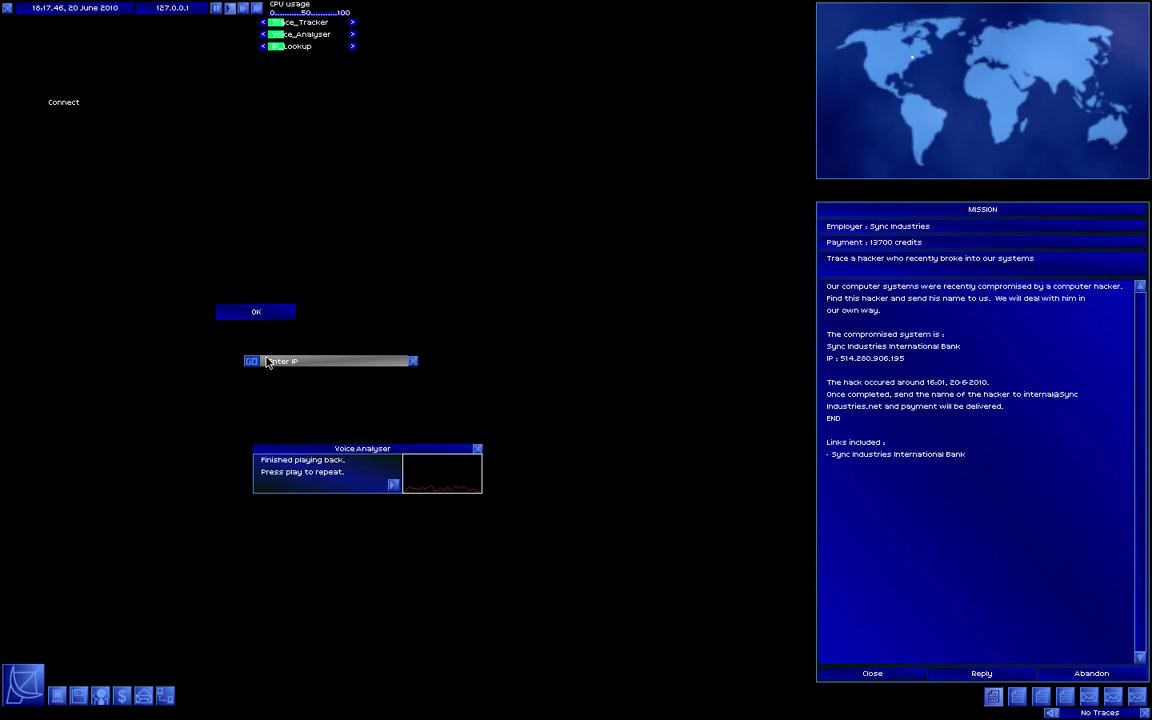 18:17.46, 20 June 2010
127.0.0.1
CPU usage
0..........50..........100
Trace_Tracker
Voice_Analyser
IP_Lookup
Connect
OK
Enter IP
Voice Analyser
Finished playing back.
Press play to repeat.
MISSION
Employer : Sync Industries
Payment : 13700 credits
Trace a hacker who recently broke into our systems
Our computer systems were recently compromised by a computer hacker.
Find this hacker and send his name to us.  We will deal with him in
our own way.
The compromised system is :
Sync Industries International Bank
IP : 514.280.906.195
The hack occured around 16:01, 20-6-2010.
Once completed, send the name of the hacker to internal@Sync
Industries.net and payment will be delivered.
END
Links included :
- Sync Industries International Bank
Close
Reply
Abandon
No Traces